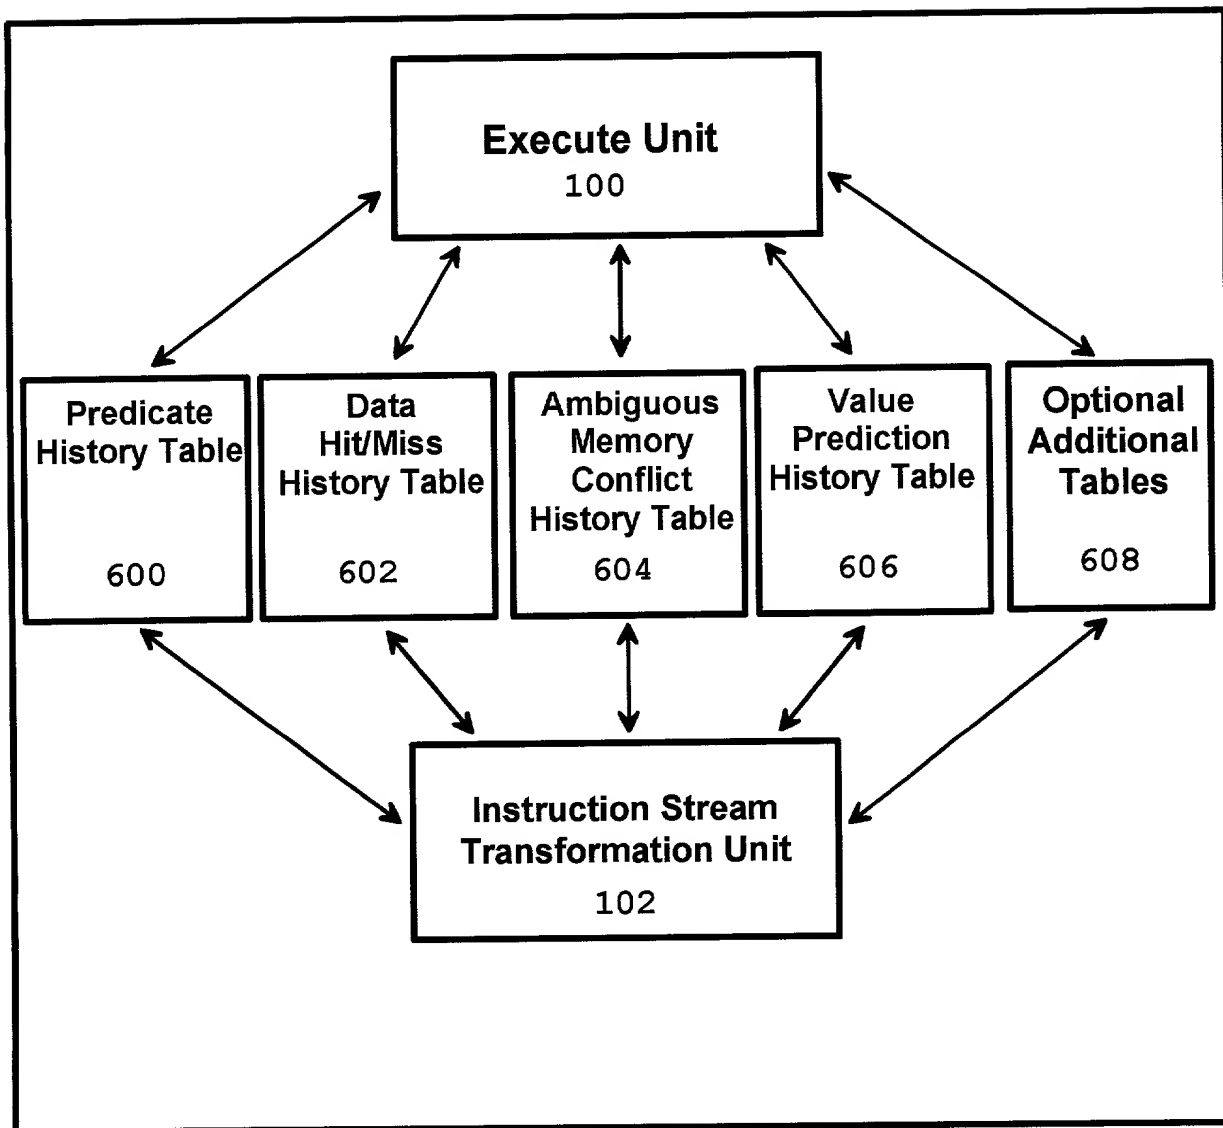 Execute Unit
100
Predicate
History Table
600
Data
Hit/Miss
History Table
602
Ambiguous
Memory
Conflict
History Table
604
Value
Prediction
History Table
606
Optional
Additional
Tables
608
Instruction Stream
Transformation Unit
102